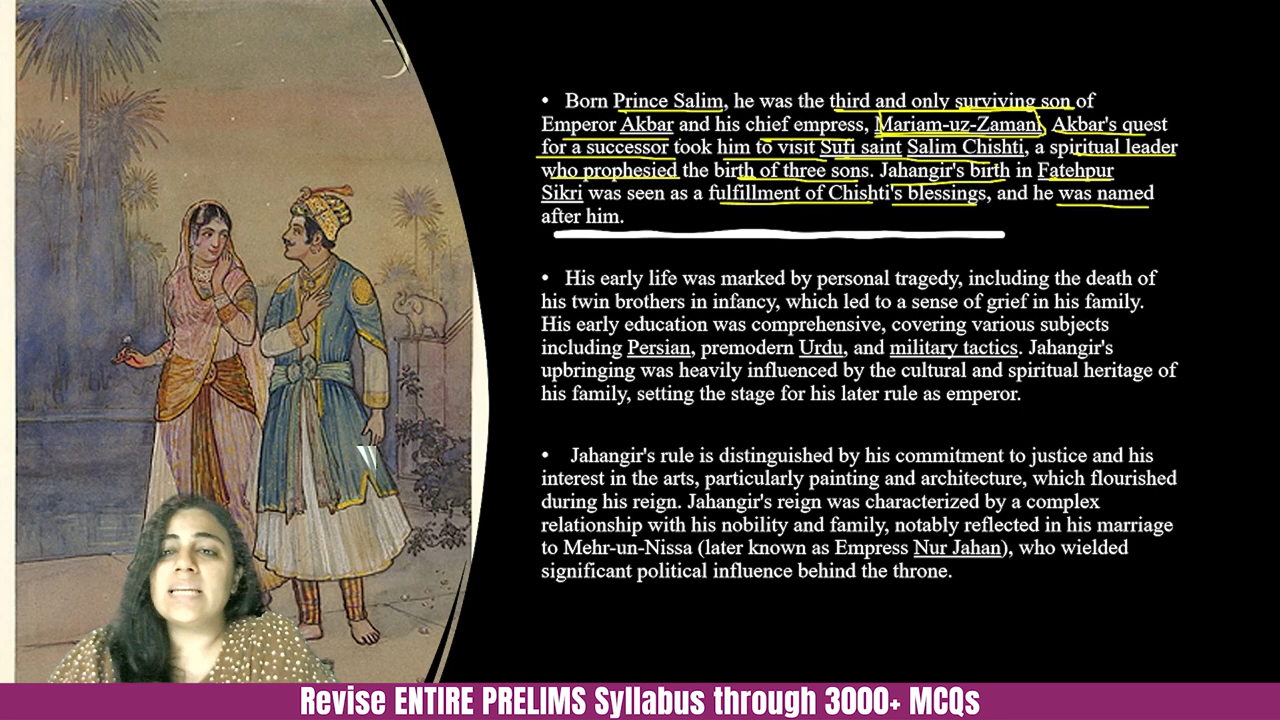 • Born Prince Salim, he was the third and only surviving son of
Emperor Akbar and his chief empress, Mariam-uz-Zamani. Akbar's quest
for a successor took him to visit Sufi saint Salim Chishti, a spiritual leader
who prophesied the birth of three sons. Jahangir's birth in Fatehpur
Sikri was seen as a fulfillment of Chishti's blessings, and he was named
after him.
• His early life was marked by personal tragedy, including the death of
his twin brothers in infancy, which led to a sense of grief in his family.
His early education was comprehensive, covering various subjects
including Persian, premodern Urdu, and military tactics. Jahangir's
upbringing was heavily influenced by the cultural and spiritual heritage of
his family, setting the stage for his later rule as emperor.
• Jahangir's rule is distinguished by his commitment to justice and his
interest in the arts, particularly painting and architecture, which flourished
during his reign. Jahangir's reign was characterized by a complex
relationship with his nobility and family, notably reflected in his marriage
to Mehr-un-Nissa (later known as Empress Nur Jahan), who wielded
significant political influence behind the throne.
Revise ENTIRE PRELIMS Syllabus through 3000+ MCQs